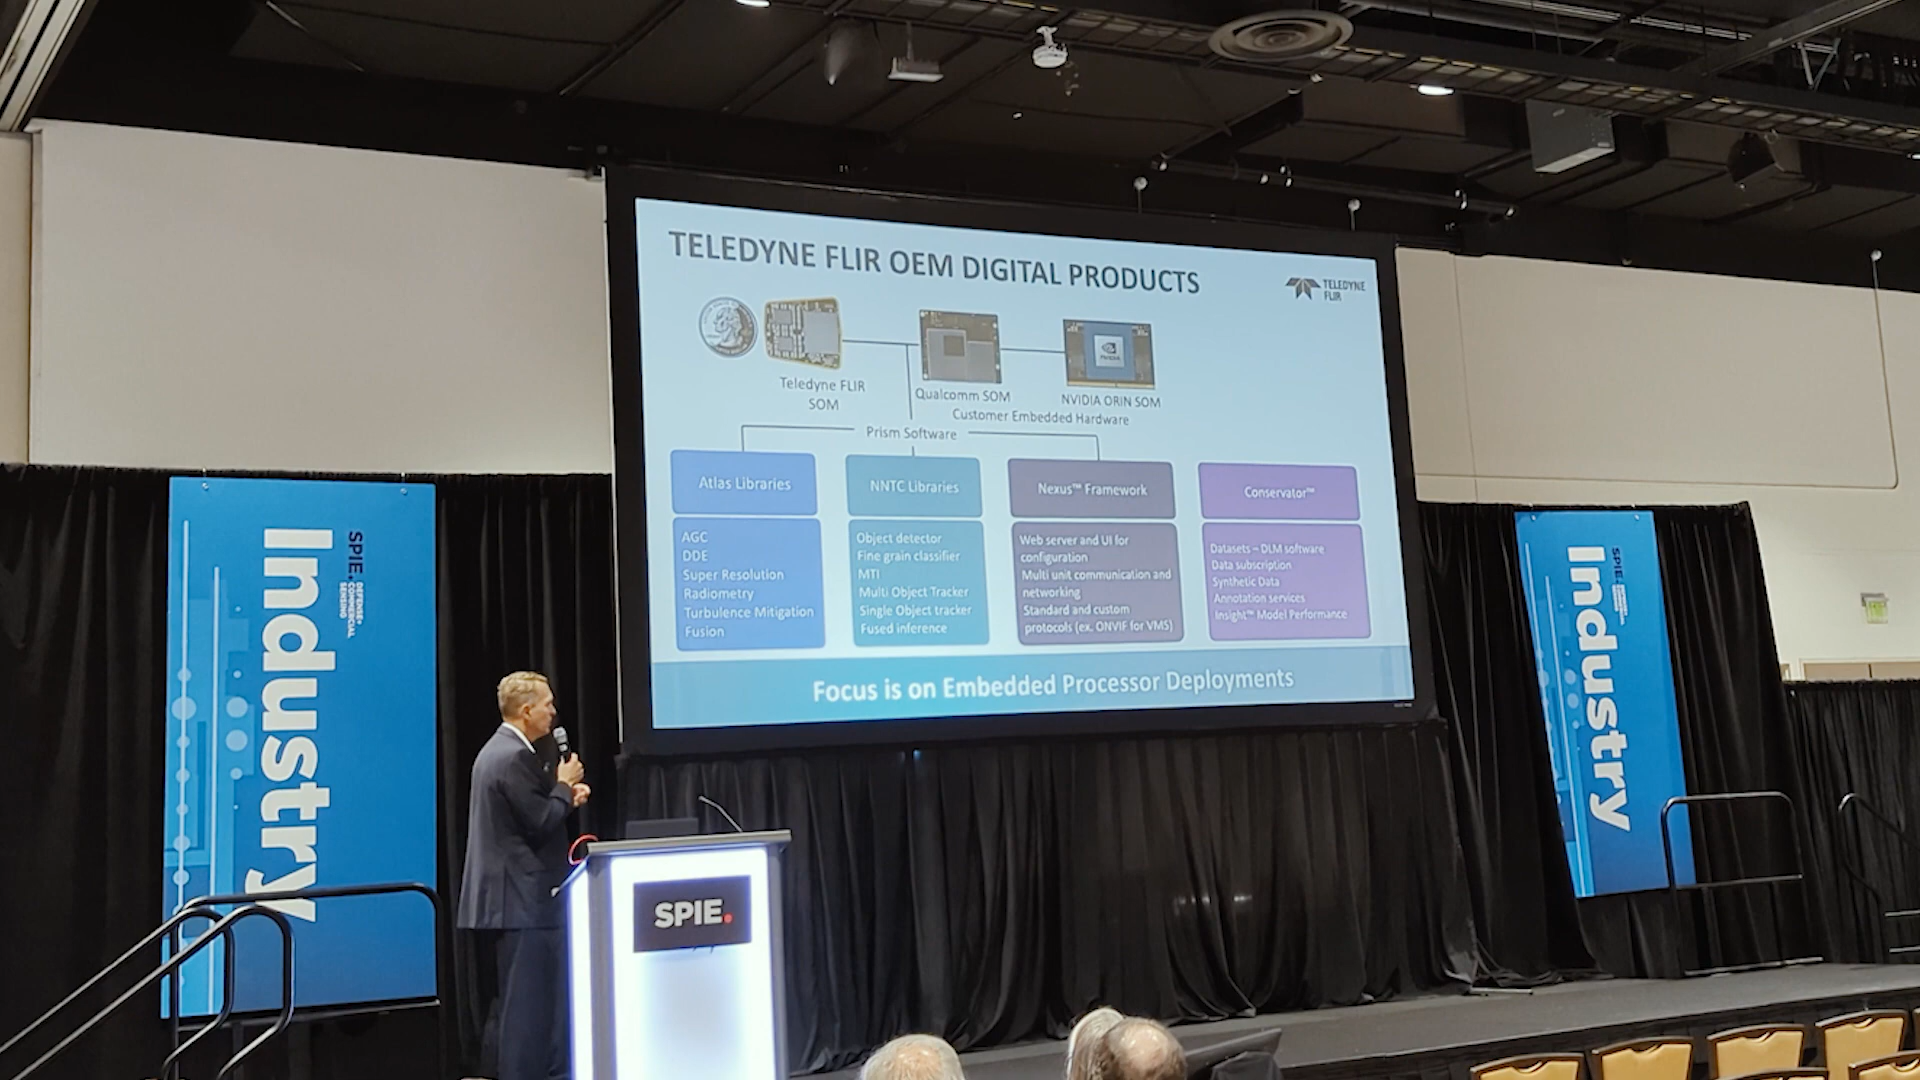 TELEDYNE FLIR OEM DIGITAL PRODUCTS
TELEDYNE
FLIR
NVIDIA
Teledyne FLIR
SOM
Qualcomm SOM
NVIDIA ORIN SOM
Customer Embedded Hardware
Prism Software
Atlas Libraries
AGC
DDE
Super Resolution
Radiometry
Turbulence Mitigation
Fusion
NNTC Libraries
Object detector
Fine grain classifier
MTI
Multi Object Tracker
Single Object tracker
Fused inference
Nexus™ Framework
Web server and UI for
configuration
Multi unit communication and
networking
Standard and custom
protocols (ex. ONVIF for VMS)
Conservator™
Datasets – DLM software
Data subscription
Synthetic Data
Annotation services
Insight™ Model Performance
Focus is on Embedded Processor Deployments
SPIE. DEFENSE+
COMMERCIAL
SENSING
Industry
SPIE.
Industry
SPIE.